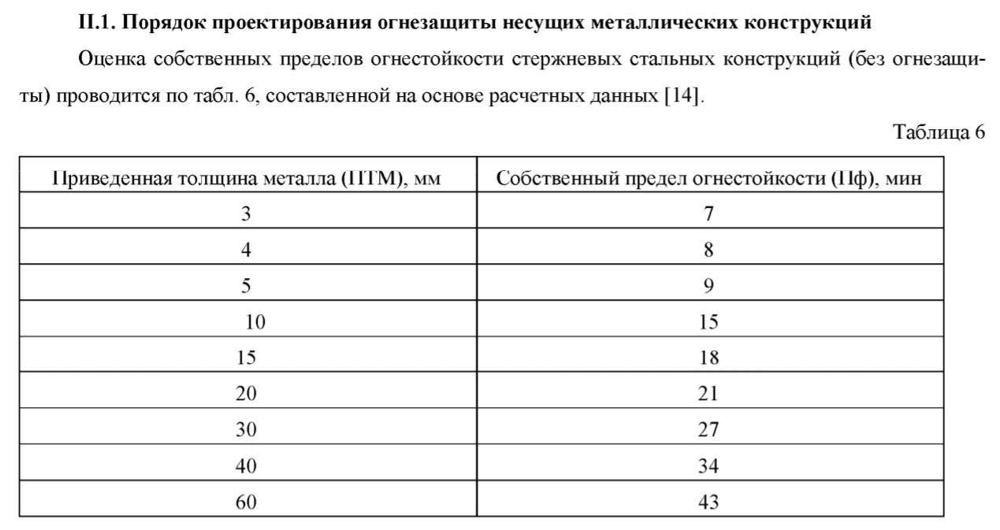 II.1. Порядок проектирования огнезащиты несущих металлических конструкций
Оценка собственных пределов огнестойкости стержневых стальных конструкций (без огнезащи-
ты) проводится по табл. 6, составленной на основе расчетных данных [14].
Таблица 6
Приведенная толщина металла (ПТМ), мм Собственный предел огнестойкости (Пф), мин
3 7
4 8
5 9
10 15
15 18
20 21
30 27
40 34
60 43